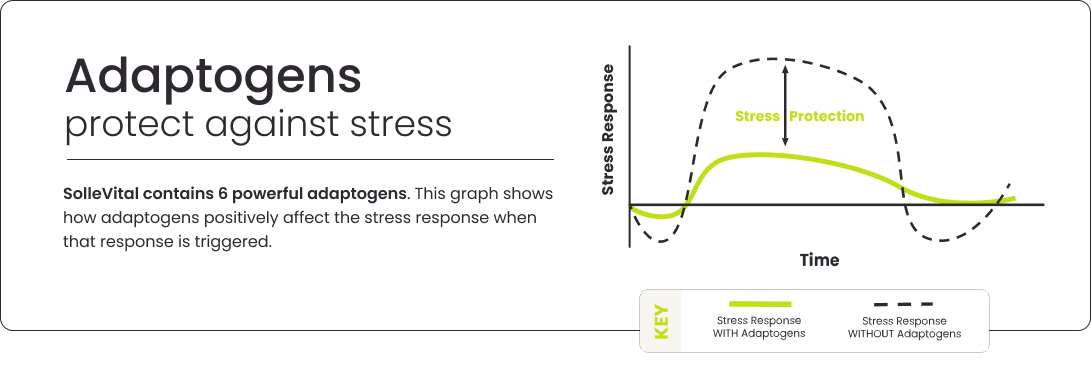 Adaptogens
protect against stress
SolleVital contains 6 powerful adaptogens. This graph shows
how adaptogens positively affect the stress response when
that response is triggered.
Stress Response
Stress Protection
Time
KEY
Stress Response
WITH Adaptogens
Stress Response
WITHOUT Adaptogens